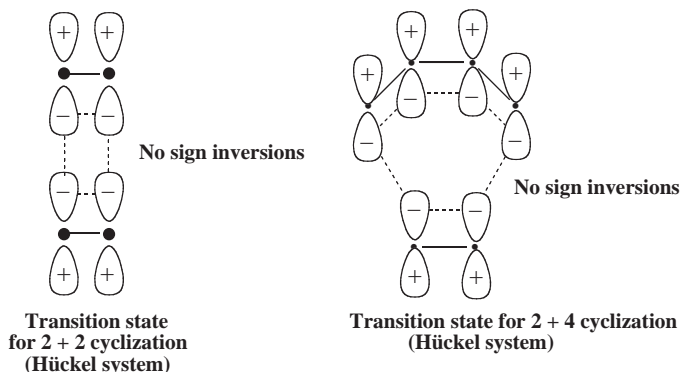 + +
− −
No sign inversions
− −
+ +
Transition state
for 2 + 2 cyclization
(Hückel system)
+ +
+ +
− −
− −
No sign inversions
− −
+ +
Transition state for 2 + 4 cyclization
(Hückel system)